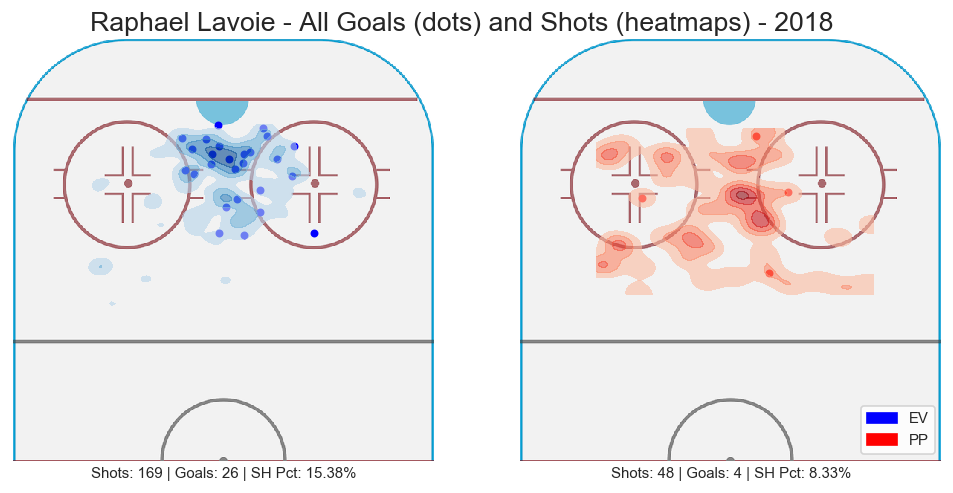 Raphael Lavoie - All Goals (dots) and Shots (heatmaps) - 2018
EV
PP
Shots: 169 | Goals: 26 | SH Pct: 15.38%
Shots: 48 | Goals: 4 | SH Pct: 8.33%